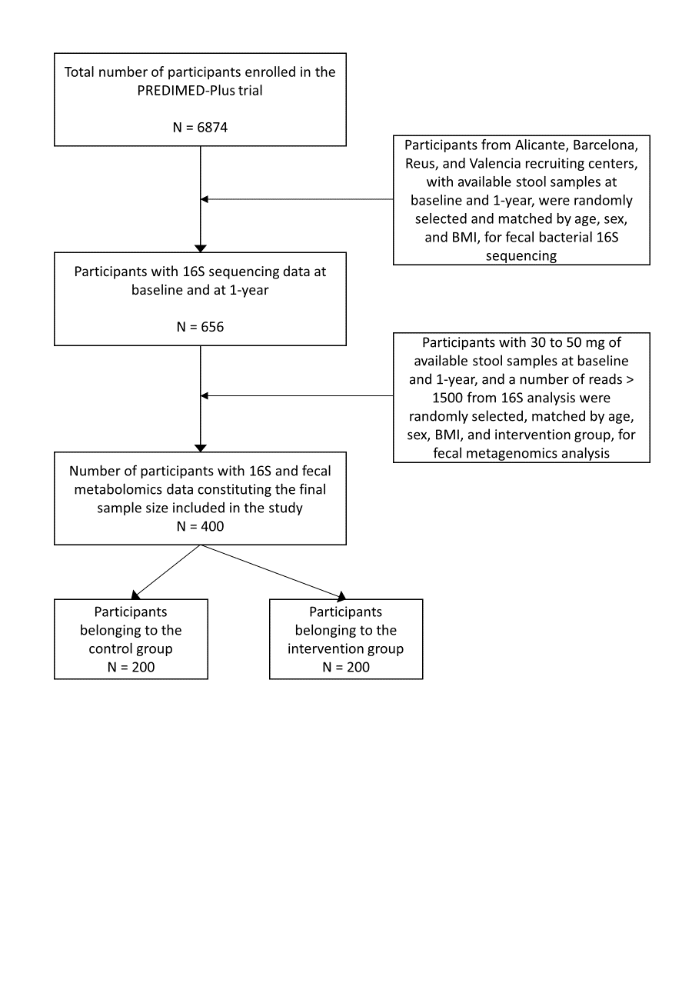 Total number of participants enrolled in the
PREDIMED-Plus trial
N = 6874
Participants from Alicante, Barcelona,
Reus, and Valencia recruiting centers,
with available stool samples at
baseline and 1-year, were randomly
selected and matched by age, sex,
and BMI, for fecal bacterial 16S
sequencing
Participants with 16S sequencing data at
baseline and at 1-year
N = 656
Participants with 30 to 50 mg of
available stool samples at baseline
and 1-year, and a number of reads >
1500 from 16S analysis were
randomly selected, matched by age,
sex, BMI, and intervention group, for
fecal metagenomics analysis
Number of participants with 16S and fecal
metabolomics data constituting the final
sample size included in the study
N = 400
Participants
belonging to the
control group
N = 200
Participants
belonging to the
intervention group
N = 200